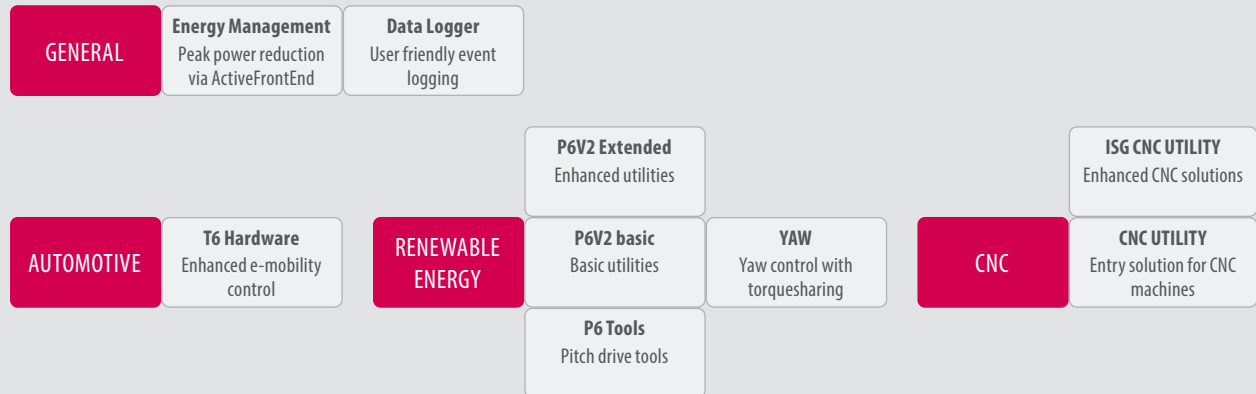 GENERAL
Energy Management
Peak power reduction
via ActiveFrontEnd
Data Logger
User friendly event
logging
AUTOMOTIVE
T6 Hardware
Enhanced e-mobility
control
RENEWABLE
ENERGY
P6V2 Extended
Enhanced utilities
P6V2 basic
Basic utilities
P6 Tools
Pitch drive tools
YAW
Yaw control with
torquesharing
CNC
ISG CNC UTILITY
Enhanced CNC solutions
CNC UTILITY
Entry solution for CNC
machines